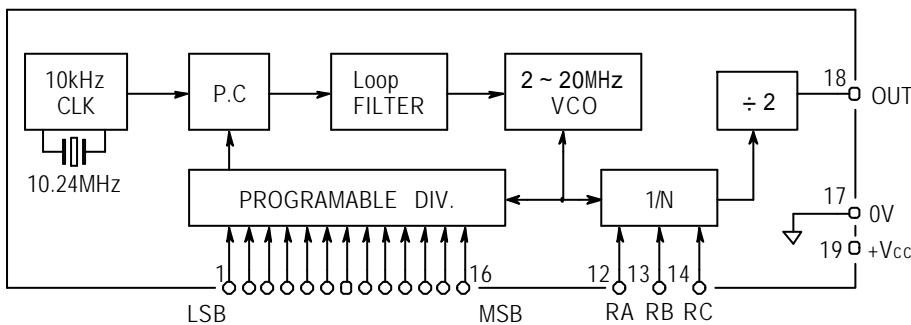 10kHz
CLK
10.24MHz
P.C
Loop
FILTER
2 ~ 20MHz
VCO
÷ 2
18
OUT
PROGRAMABLE DIV.
1/N
17
0V
19
+Vcc
1
16
12
13
14
LSB
MSB
RA
RB
RC